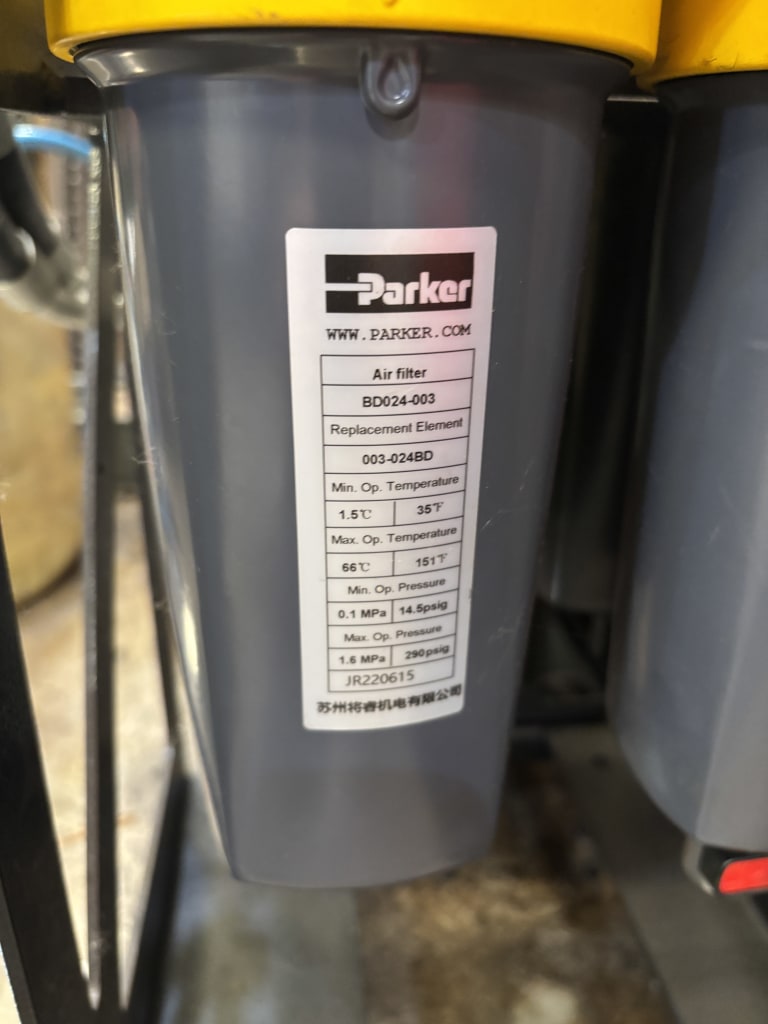 Parker
WWW.PARKER.COM
Air filter
BD024-003
Replacement Element
003-024BD
Min. Op. Temperature
1.5℃ 35℉
Max. Op. Temperature
66℃ 151℉
Min. Op. Pressure
0.1 MPa 14.5psig
Max. Op. Pressure
1.6 MPa 290psig
JR220615
苏州将睿机电有限公司